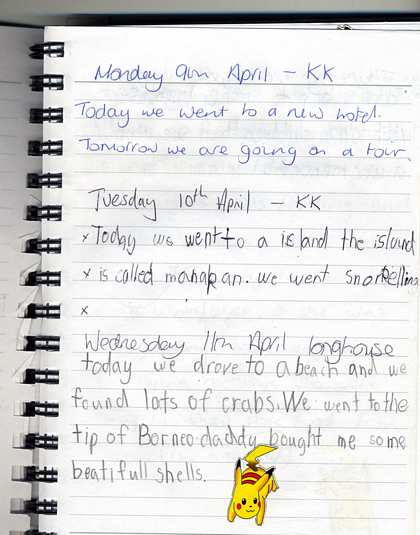 Monday 9th April - KK
Today we went to a new hotel.
Tomorrow we are going on a tour.
Tuesday 10th April - KK
x Today we went to a island the island
x is called manapan. we went snorkelling
x
Wednesday 11th April longhouse
today we drove to a beach and we
found lots of crabs. We went to the
tip of Borneo daddy bought me some
beatifull shells.